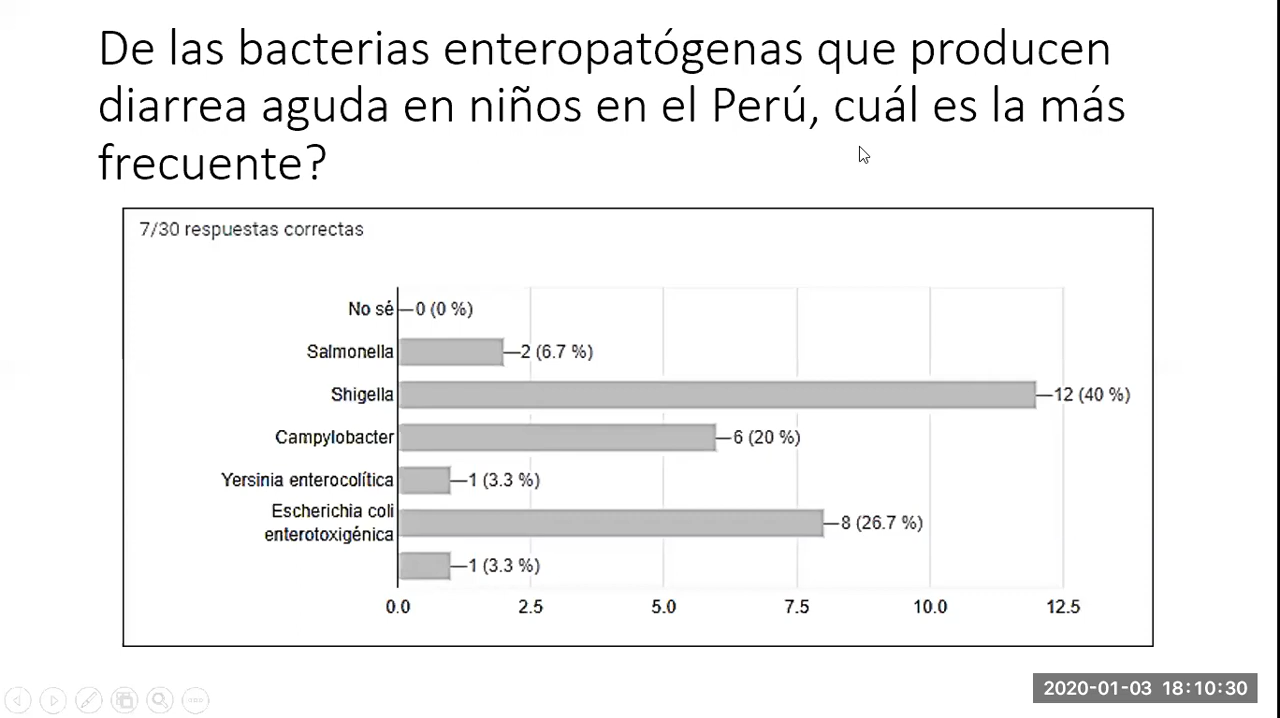 De las bacterias enteropatógenas que producen
diarrea aguda en niños en el Perú, cuál es la más
frecuente?
7/30 respuestas correctas
No sé 0 (0 %)
Salmonella 2 (6.7 %)
Shigella 12 (40 %)
Campylobacter 6 (20 %)
Yersinia enterocolítica 1 (3.3 %)
Escherichia coli
enterotoxigénica 8 (26.7 %)
1 (3.3 %)
0.0 2.5 5.0 7.5 10.0 12.5
2020-01-03 18:10:30